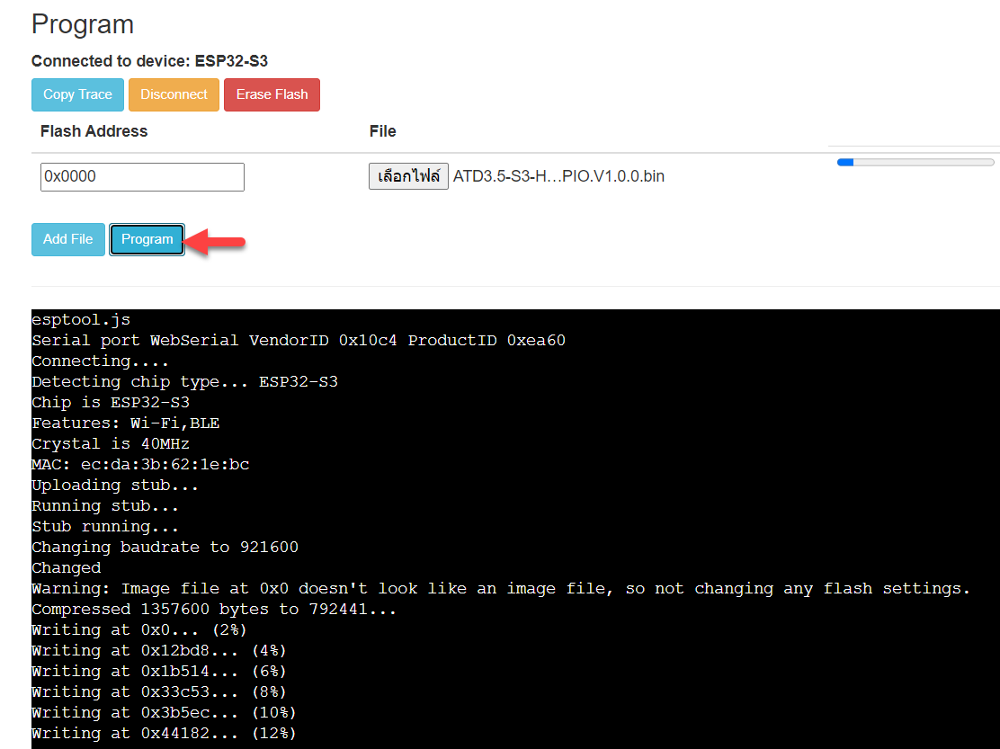 Program
Connected to device: ESP32-S3
Copy Trace Disconnect Erase Flash
Flash Address File
0x0000 เลือกไฟล์ ATD3.5-S3-H…PIO.V1.0.0.bin
Add File Program
esptool.js
Serial port WebSerial VendorID 0x10c4 ProductID 0xea60
Connecting....
Detecting chip type... ESP32-S3
Chip is ESP32-S3
Features: Wi-Fi,BLE
Crystal is 40MHz
MAC: ec:da:3b:62:1e:bc
Uploading stub...
Running stub...
Stub running...
Changing baudrate to 921600
Changed
Warning: Image file at 0x0 doesn't look like an image file, so not changing any flash settings.
Compressed 1357600 bytes to 792441...
Writing at 0x0... (2%)
Writing at 0x12bd8... (4%)
Writing at 0x1b514... (6%)
Writing at 0x33c53... (8%)
Writing at 0x3b5ec... (10%)
Writing at 0x44182... (12%)